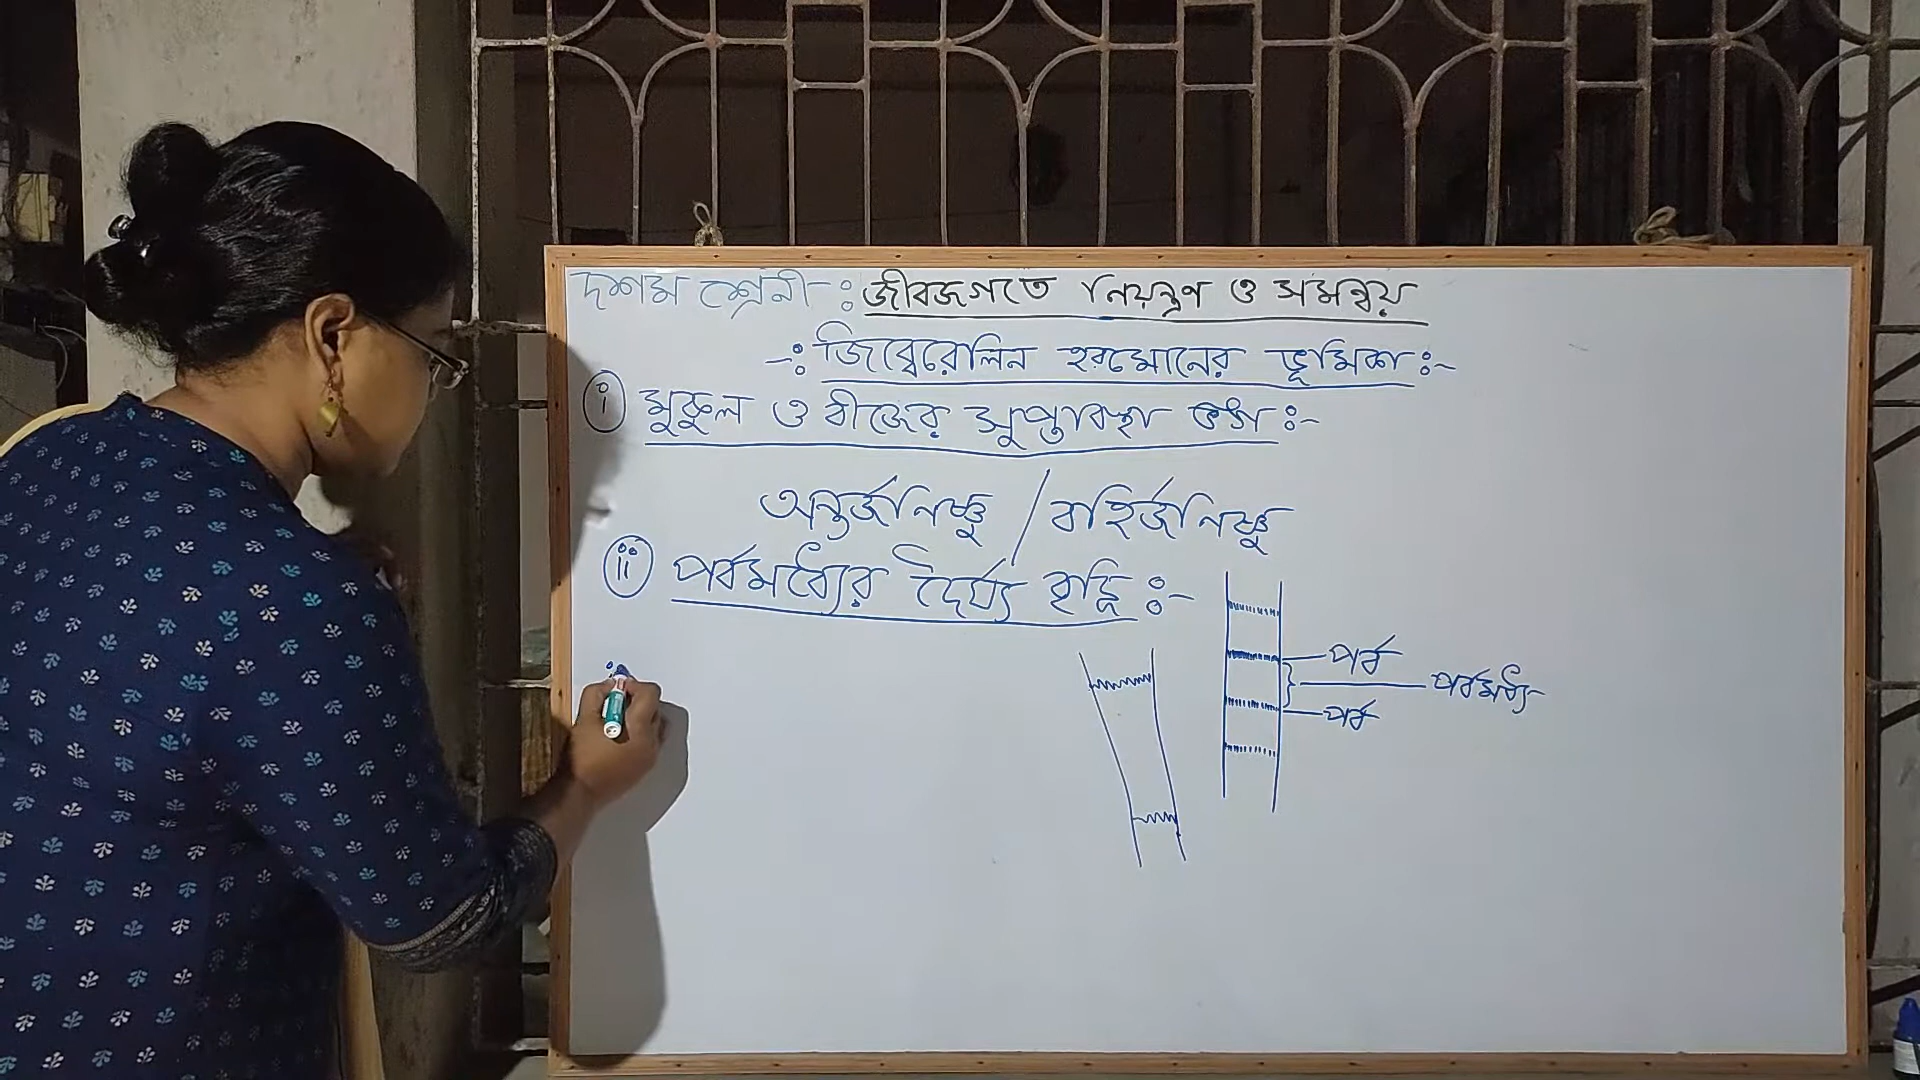 দশম শ্রেনী-: জীবজগতে নিয়ন্ত্রণ ও সমন্বয়
-: জিব্বেরেলিন হরমোনের ভূমিকা :-
(i) মুকুল ও বীজের সুপ্তাবস্থা ভঙ্গ :-
অন্তর্জনিষ্ণু / বহির্জনিষ্ণু
(ii) পর্বমধ্যের দৈর্ঘ্য বৃদ্ধি :-
পর্ব
পর্বমধ্য
পর্ব